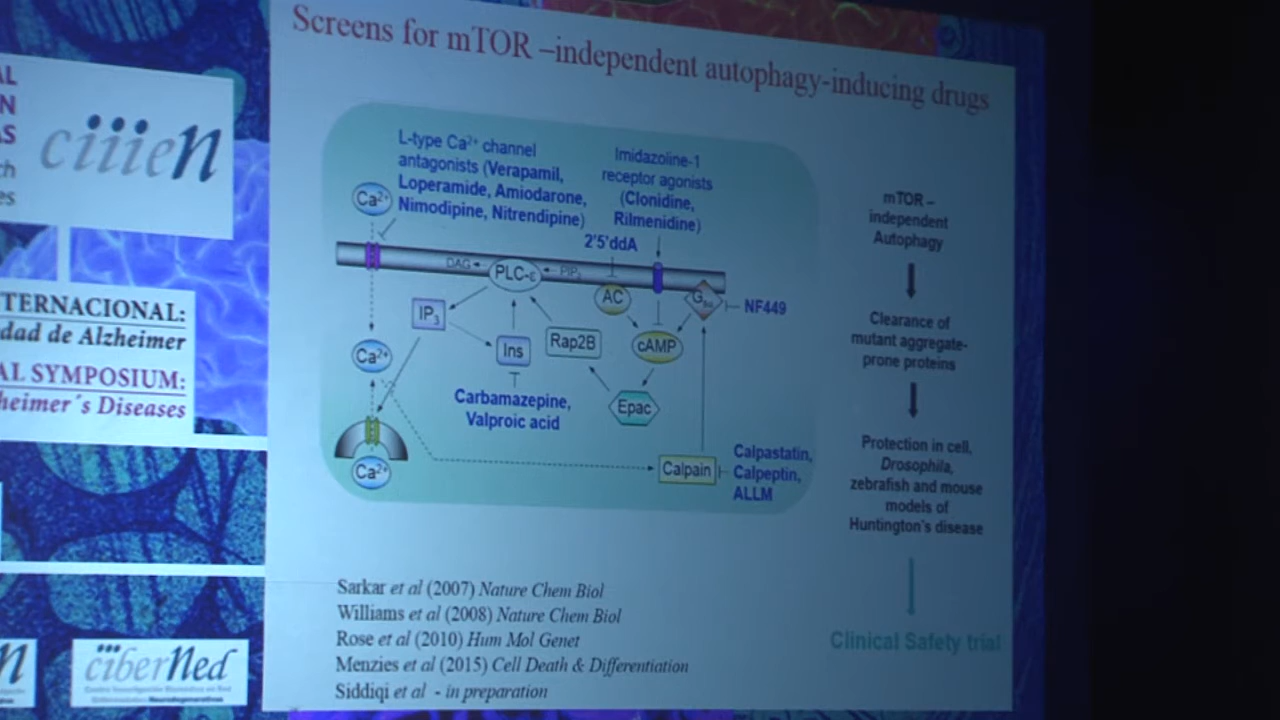 Screens for mTOR –independent autophagy-inducing drugs
AL
N
AS
ch
es
ciiien
TERNACIONAL:
dad de Alzheimer
AL SYMPOSIUM:
heimer´s Diseases
n
ciberned
L-type Ca²⁺ channel
antagonists (Verapamil,
Loperamide, Amiodarone,
Nimodipine, Nitrendipine)
Imidazoline-1
receptor agonists
(Clonidine,
Rilmenidine)
2'5'ddA
Ca²⁺
DAG
PLC-ε
PIP₂
AC
NF449
IP₃
Ins
Rap2B
cAMP
Ca²⁺
Carbamazepine,
Valproic acid
Epac
Ca²⁺
Calpain
Calpastatin,
Calpeptin,
ALLM
mTOR –
independent
Autophagy
Clearance of
mutant aggregate-
prone proteins
Protection in cell,
Drosophila,
zebrafish and mouse
models of
Huntington's disease
Clinical Safety trial
Sarkar et al (2007) Nature Chem Biol
Williams et al (2008) Nature Chem Biol
Rose et al (2010) Hum Mol Genet
Menzies et al (2015) Cell Death & Differentiation
Siddiqi et al - in preparation